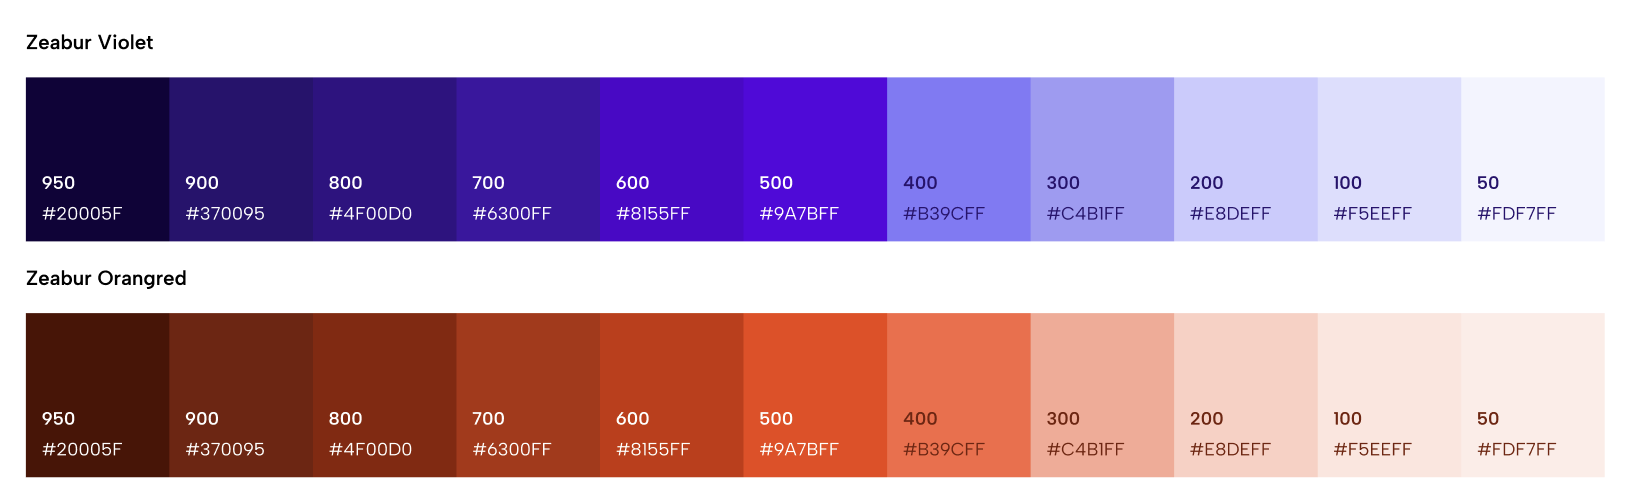 Zeabur Violet
950 900 800 700 600 500 400 300 200 100 50
#20005F #370095 #4F00D0 #6300FF #8155FF #9A7BFF #B39CFF #C4B1FF #E8DEFF #F5EEFF #FDF7FF
Zeabur Orangred
950 900 800 700 600 500 400 300 200 100 50
#20005F #370095 #4F00D0 #6300FF #8155FF #9A7BFF #B39CFF #C4B1FF #E8DEFF #F5EEFF #FDF7FF